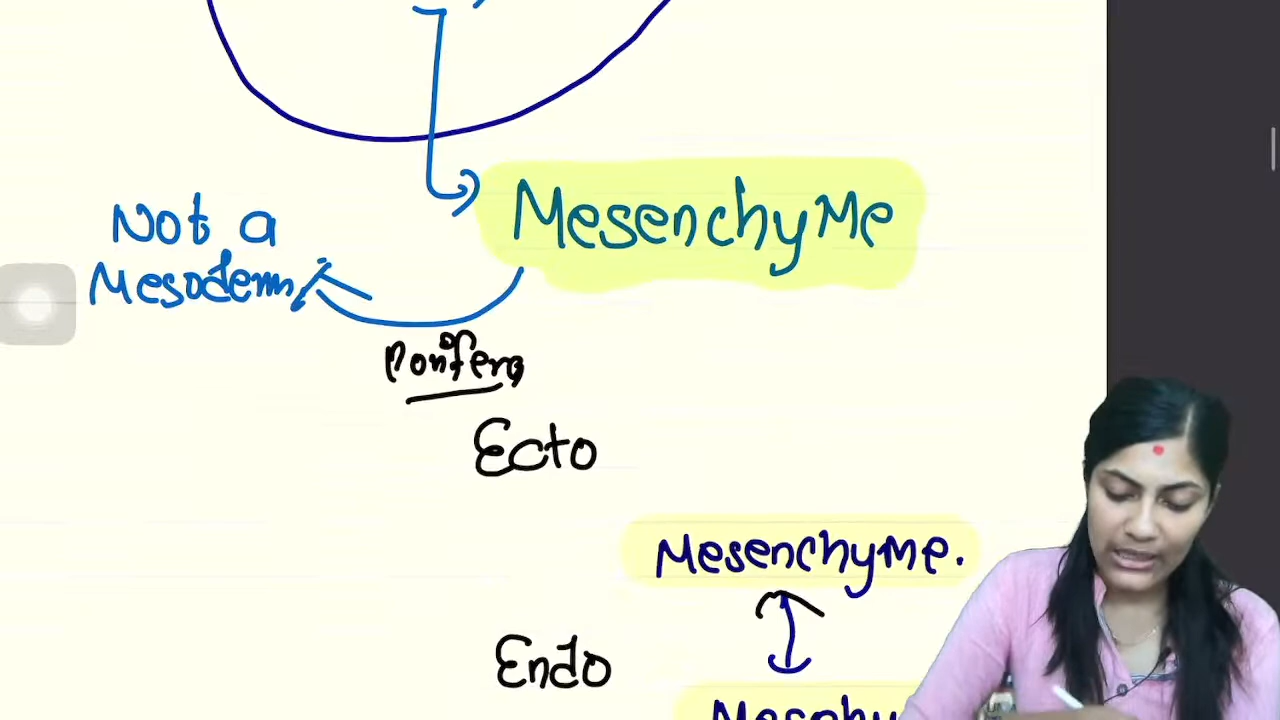 MesenchyMe
Not a
Mesoderm
Porifera
Ecto
Mesenchyme.
Endo